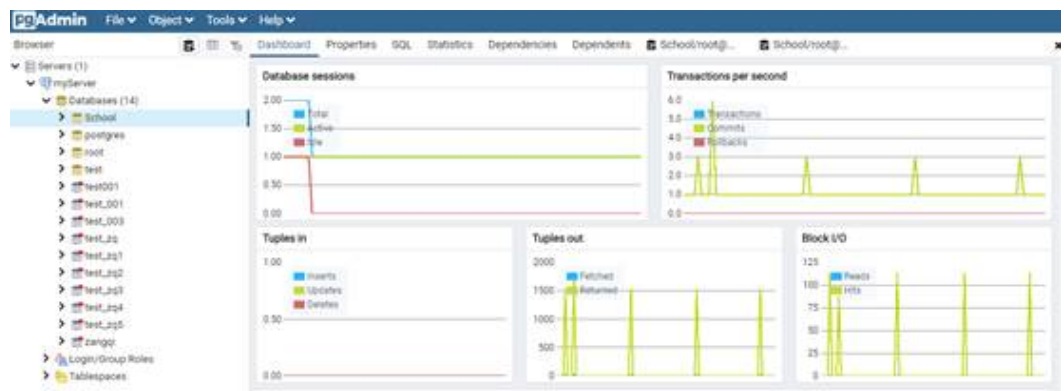 pgAdmin File Object Tools Help
Browser
Dashboard Properties SQL Statistics Dependencies Dependents School/root@... School/root@...
Servers (1)
myServer
Databases (14)
School
postgres
root
test
test001
test_001
test_003
test_zq
test_zq1
test_zq2
test_zq3
test_zq4
test_zq5
zangqi
Login/Group Roles
Tablespaces
Database sessions
2.00
1.50
1.00
0.50
0.00
Total
Active
Idle
Transactions per second
6.0
5.0
4.0
3.0
2.0
1.0
0.0
Transactions
Commits
Rollbacks
Tuples in
1.00
0.50
0.00
Inserts
Updates
Deletes
Tuples out
2000
1500
1000
500
0
Fetched
Returned
Block I/O
125
100
75
50
25
0
Reads
Hits